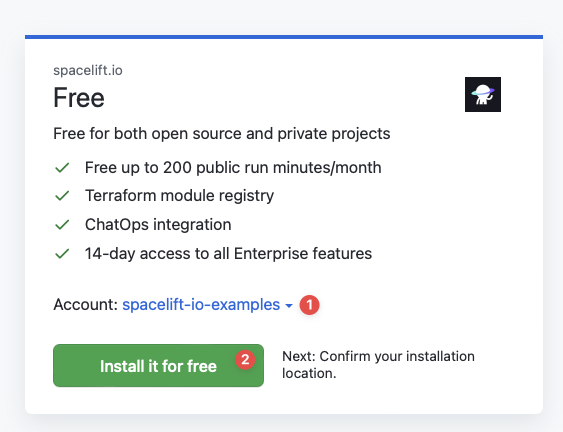 spacelift.io
Free
Free for both open source and private projects
Free up to 200 public run minutes/month
Terraform module registry
ChatOps integration
14-day access to all Enterprise features
Account: spacelift-io-examples 1
Install it for free 2
Next: Confirm your installation
location.